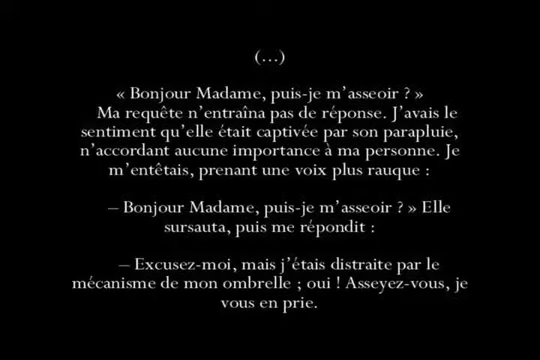 (…)
« Bonjour Madame, puis-je m’asseoir ? »
Ma requête n’entraîna pas de réponse. J’avais le
sentiment qu’elle était captivée par son parapluie,
n’accordant aucune importance à ma personne. Je
m’entêtais, prenant une voix plus rauque :
– Bonjour Madame, puis-je m’asseoir ? » Elle
sursauta, puis me répondit :
– Excusez-moi, mais j’étais distraite par le
mécanisme de mon ombrelle ; oui ! Asseyez-vous, je
vous en prie.